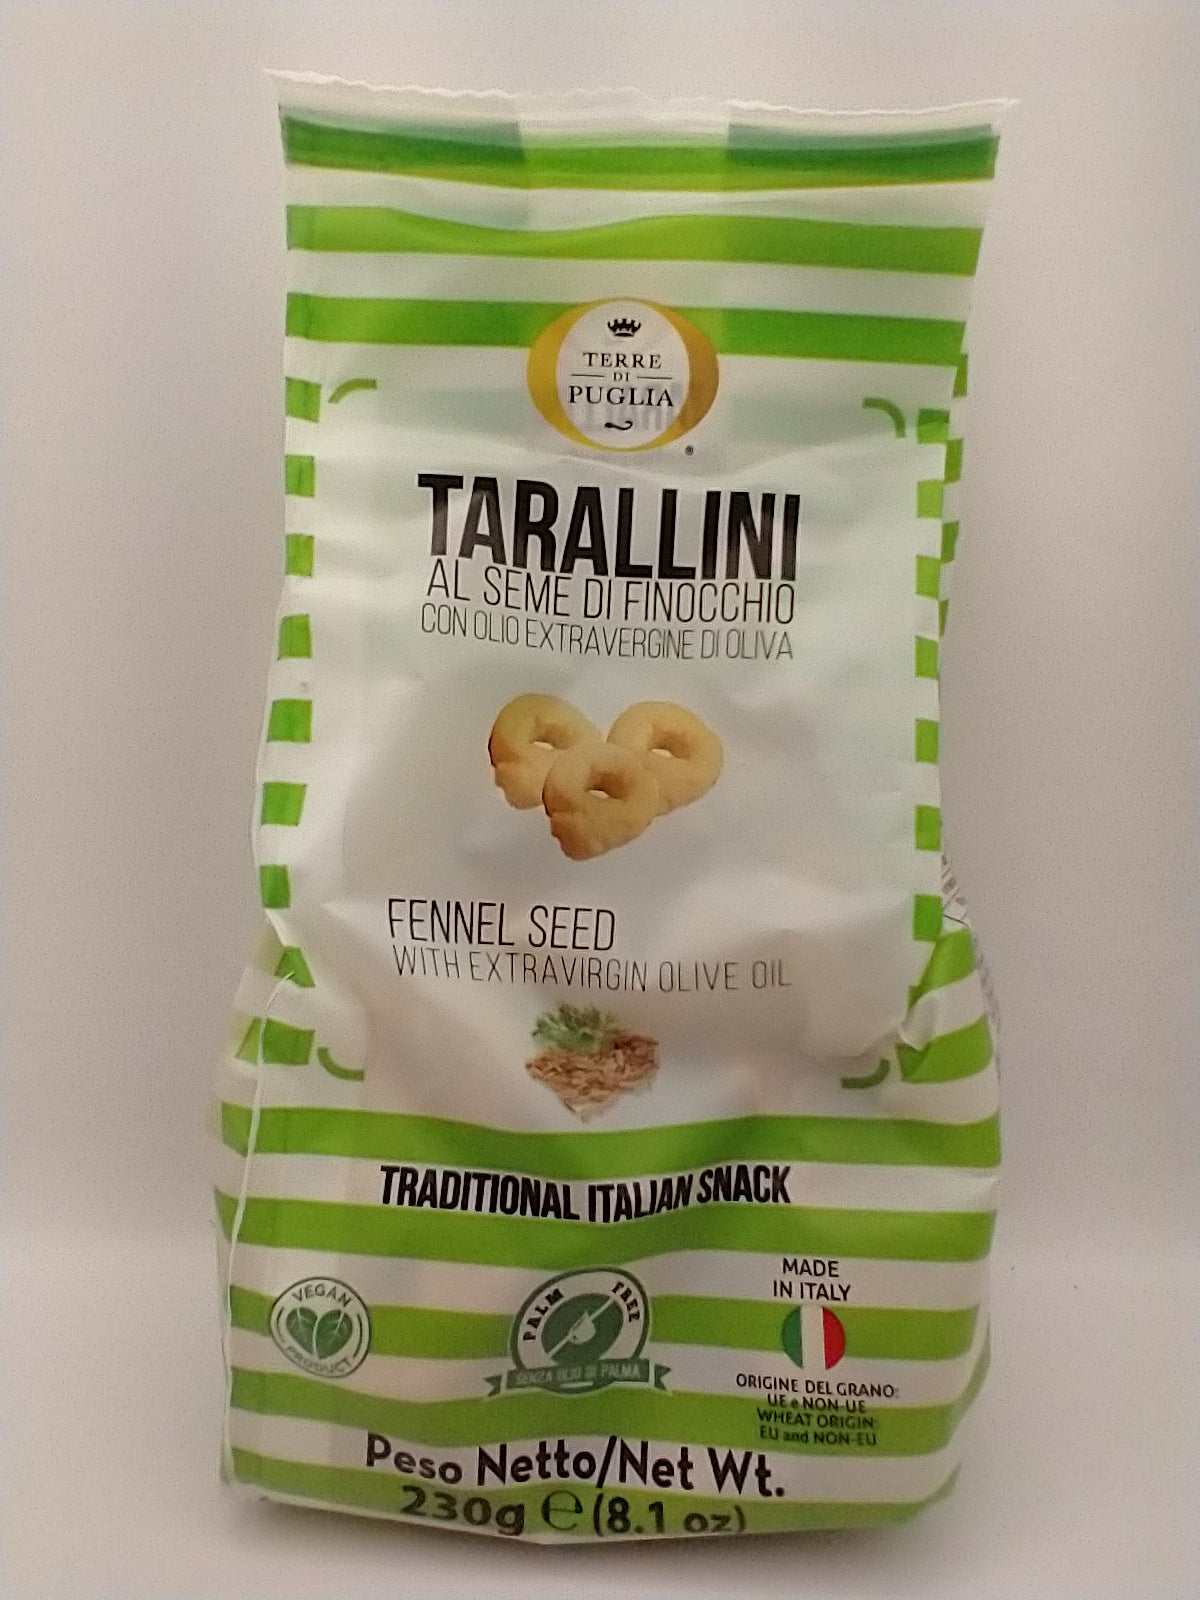 TERRE
DI
PUGLIA
®
TARALLINI
AL SEME DI FINOCCHIO
CON OLIO EXTRAVERGINE DI OLIVA
FENNEL SEED
WITH EXTRAVIRGIN OLIVE OIL
TRADITIONAL ITALIAN SNACK
VEGAN
PRODUCT
PALM FREE
SENZA OLIO DI PALMA
MADE
IN ITALY
ORIGINE DEL GRANO:
UE e NON-UE
WHEAT ORIGIN:
EU and NON-EU
Peso Netto/Net Wt.
230g ℮ (8.1 oz)